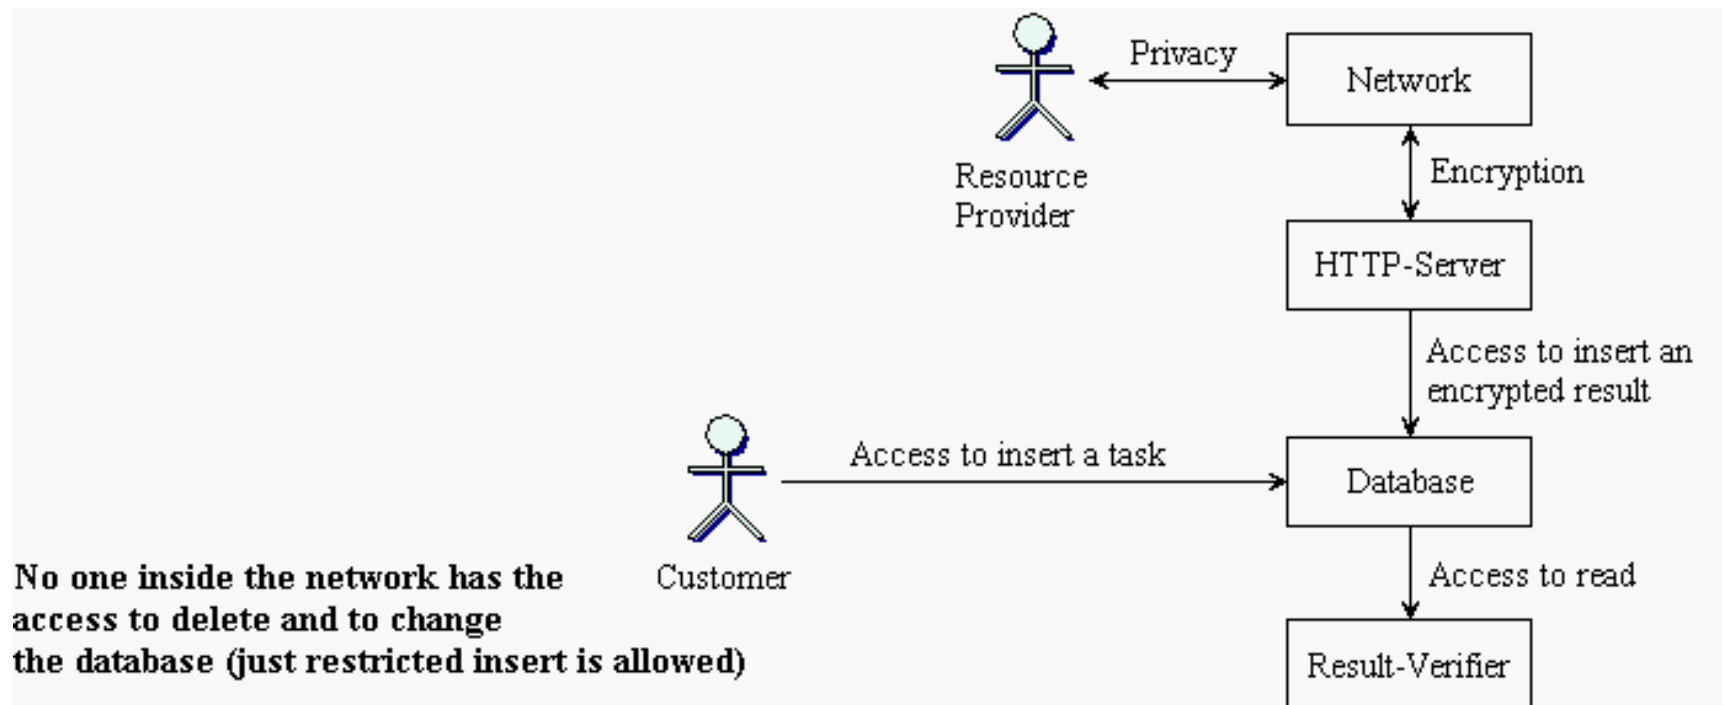 Privacy
Network
Resource
Provider
Encryption
HTTP-Server
Access to insert an
encrypted result
Access to insert a task
Database
Customer
Access to read
No one inside the network has the
access to delete and to change
the database (just restricted insert is allowed)
Result-Verifier